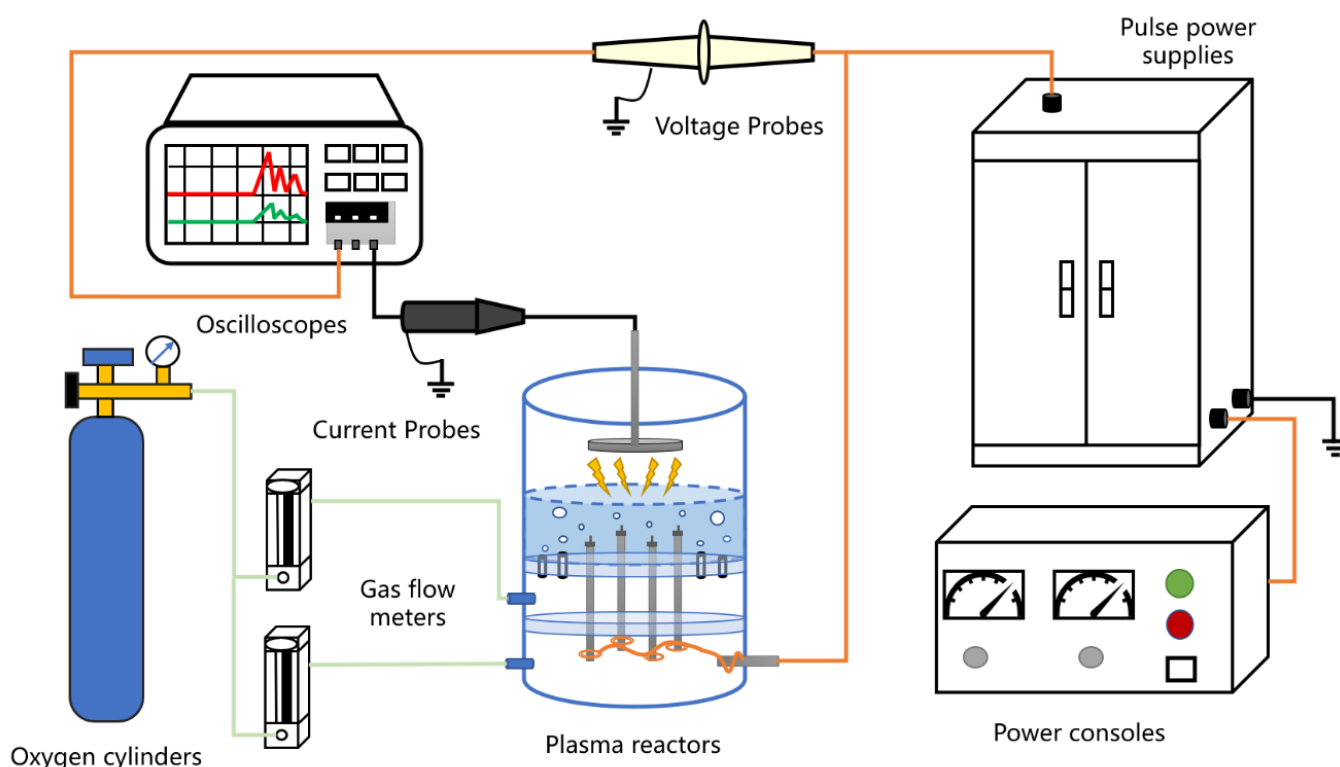 Pulse power
supplies
Voltage Probes
Oscilloscopes
Current Probes
Gas flow
meters
Oxygen cylinders
Plasma reactors
Power consoles